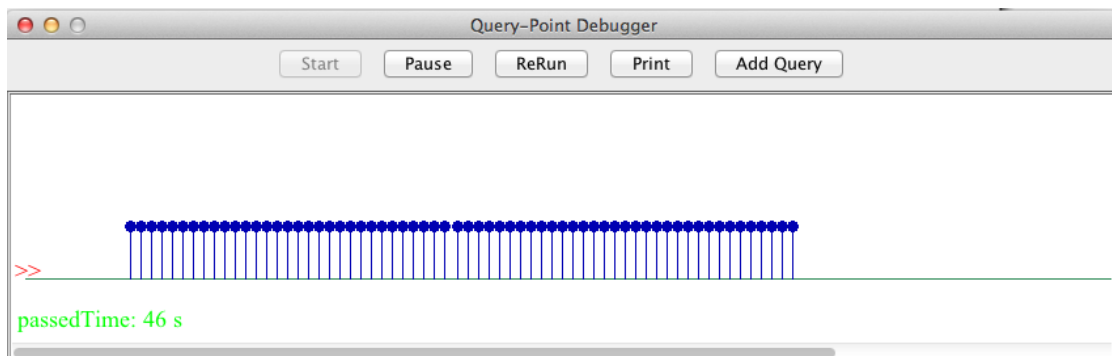 Query-Point Debugger
Start Pause ReRun Print Add Query
>>
passedTime: 46 s